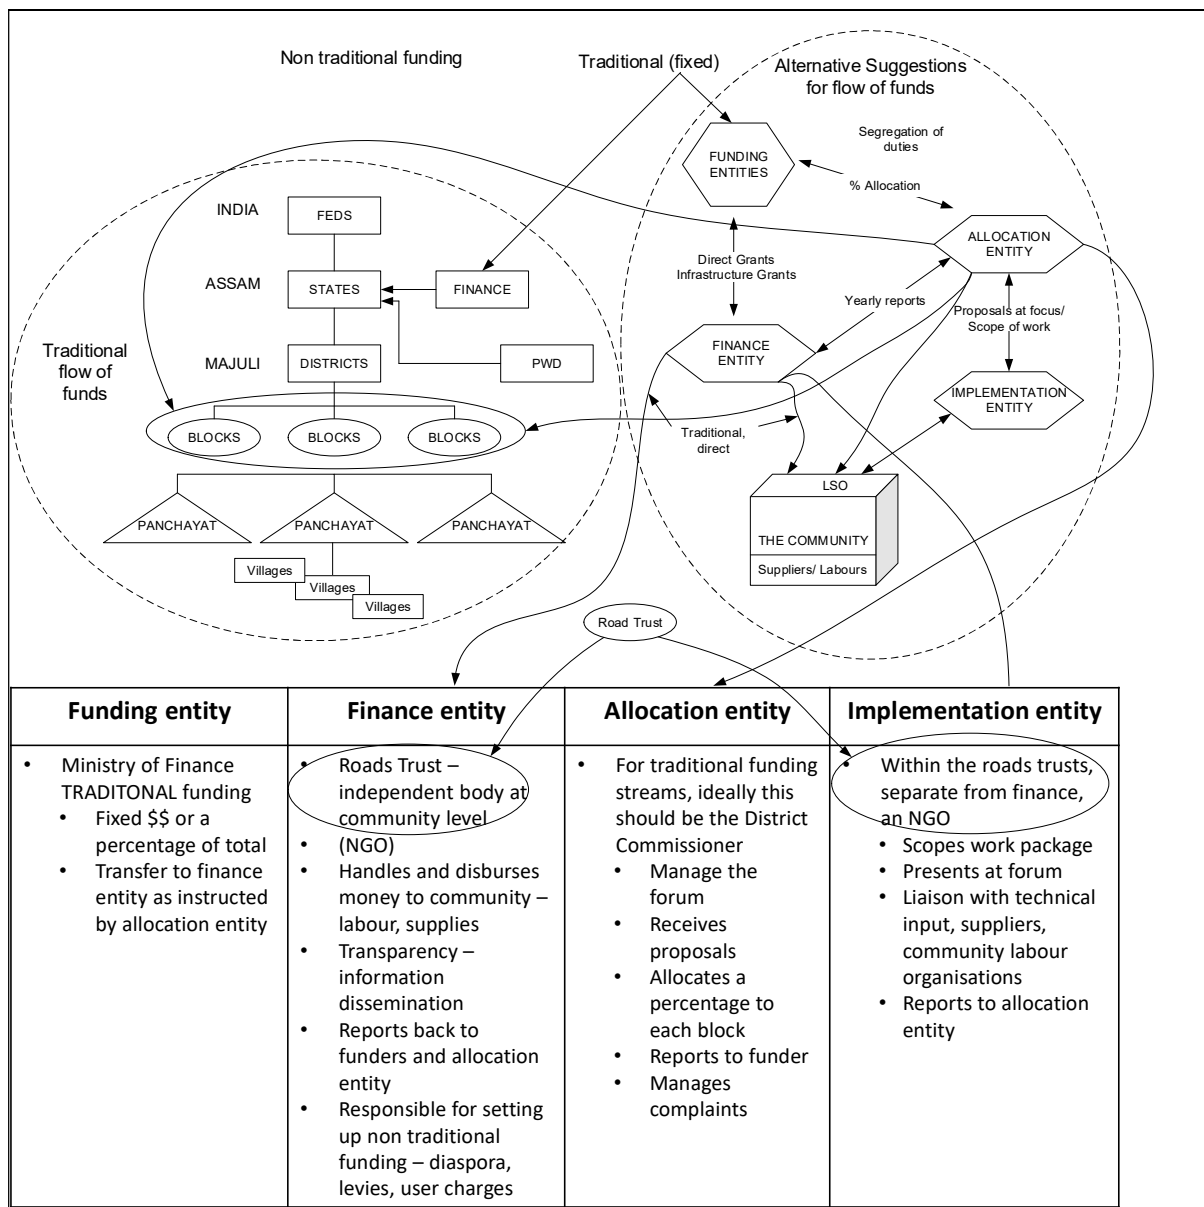 Non traditional funding
Traditional (fixed)
Alternative Suggestions
for flow of funds
Segregation of
duties
FUNDING
ENTITIES
% Allocation
INDIA
FEDS
ALLOCATION
ENTITY
Direct Grants
Infrastructure Grants
ASSAM
STATES
FINANCE
Yearly reports
Proposals at focus/
Scope of work
Traditional
flow of
funds
MAJULI
DISTRICTS
PWD
FINANCE
ENTITY
IMPLEMENTATION
ENTITY
BLOCKS
BLOCKS
BLOCKS
Traditional,
direct
LSO
THE COMMUNITY
Suppliers/ Labours
PANCHAYAT
PANCHAYAT
PANCHAYAT
Villages
Villages
Villages
Road Trust
Funding entity
• Ministry of Finance
TRADITONAL funding
• Fixed $$ or a
percentage of total
• Transfer to finance
entity as instructed
by allocation entity
Finance entity
• Roads Trust –
independent body at
community level
• (NGO)
• Handles and disburses
money to community –
labour, supplies
• Transparency –
information
dissemination
• Reports back to
funders and allocation
entity
• Responsible for setting
up non traditional
funding – diaspora,
levies, user charges
Allocation entity
• For traditional funding
streams, ideally this
should be the District
Commissioner
• Manage the
forum
• Receives
proposals
• Allocates a
percentage to
each block
• Reports to funder
• Manages
complaints
Implementation entity
• Within the roads trusts,
separate from finance,
an NGO
• Scopes work package
• Presents at forum
• Liaison with technical
input, suppliers,
community labour
organisations
• Reports to allocation
entity